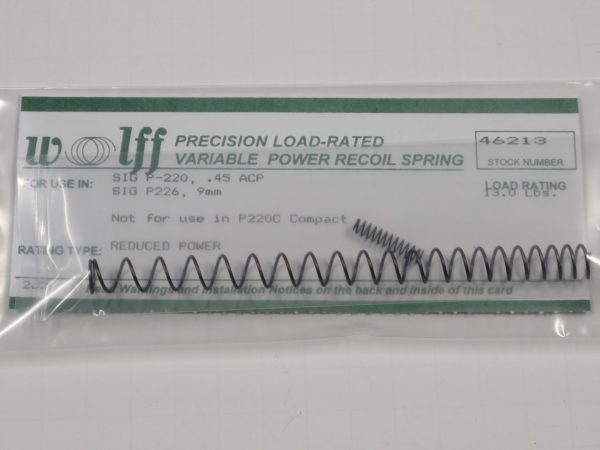 wolff
PRECISION LOAD-RATED
VARIABLE POWER RECOIL SPRING
46213
STOCK NUMBER
FOR USE IN:
SIG P-220, .45 ACP
SIG P226, 9mm
Not for use in P220C Compact
LOAD RATING
13.0 Lbs.
RATING TYPE:
REDUCED POWER
Warnings and Installation Notices on the back and inside of this card